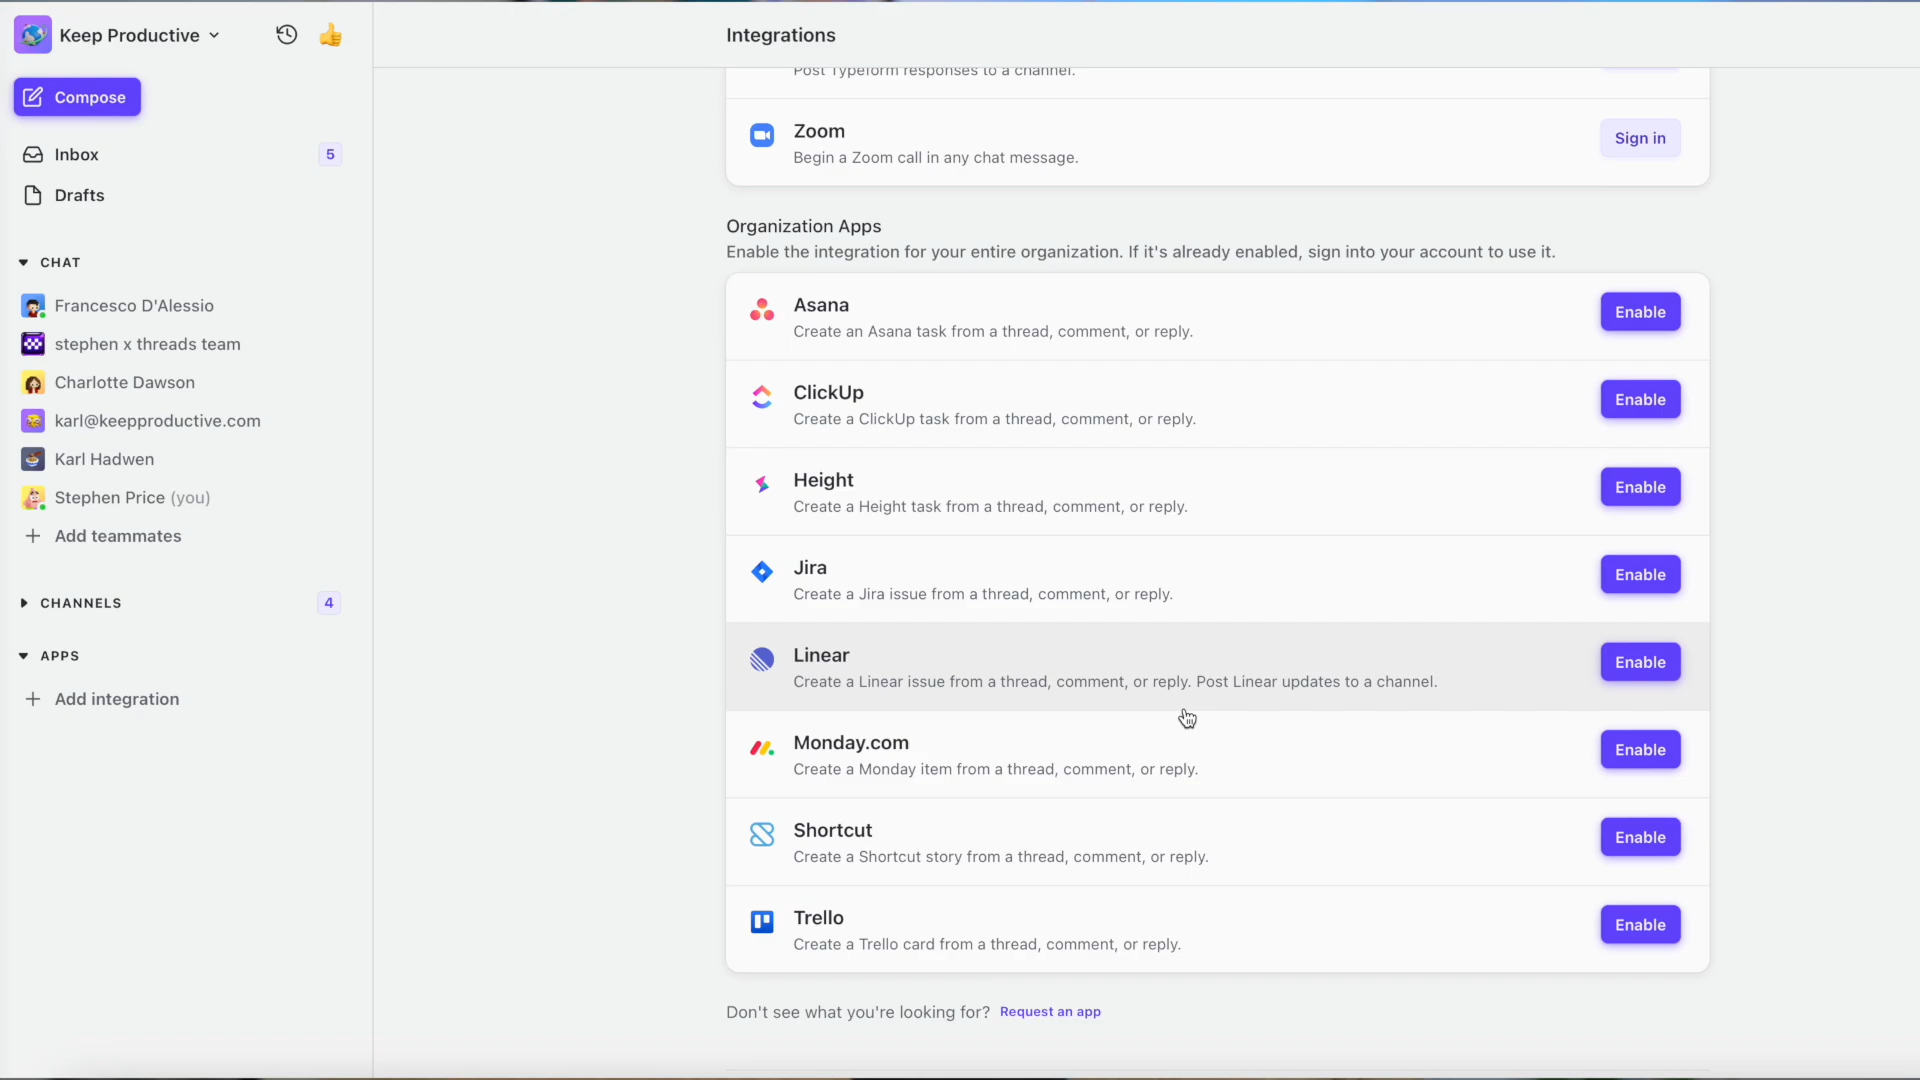 Keep Productive
Compose
Inbox 5
Drafts
CHAT
Francesco D'Alessio
stephen x threads team
Charlotte Dawson
karl@keepproductive.com
Karl Hadwen
Stephen Price (you)
Add teammates
CHANNELS 4
APPS
Add integration
Integrations
Post Typeform responses to a channel.
Zoom
Begin a Zoom call in any chat message.
Sign in
Organization Apps
Enable the integration for your entire organization. If it's already enabled, sign into your account to use it.
Asana
Create an Asana task from a thread, comment, or reply.
Enable
ClickUp
Create a ClickUp task from a thread, comment, or reply.
Enable
Height
Create a Height task from a thread, comment, or reply.
Enable
Jira
Create a Jira issue from a thread, comment, or reply.
Enable
Linear
Create a Linear issue from a thread, comment, or reply. Post Linear updates to a channel.
Enable
Monday.com
Create a Monday item from a thread, comment, or reply.
Enable
Shortcut
Create a Shortcut story from a thread, comment, or reply.
Enable
Trello
Create a Trello card from a thread, comment, or reply.
Enable
Don't see what you're looking for? Request an app